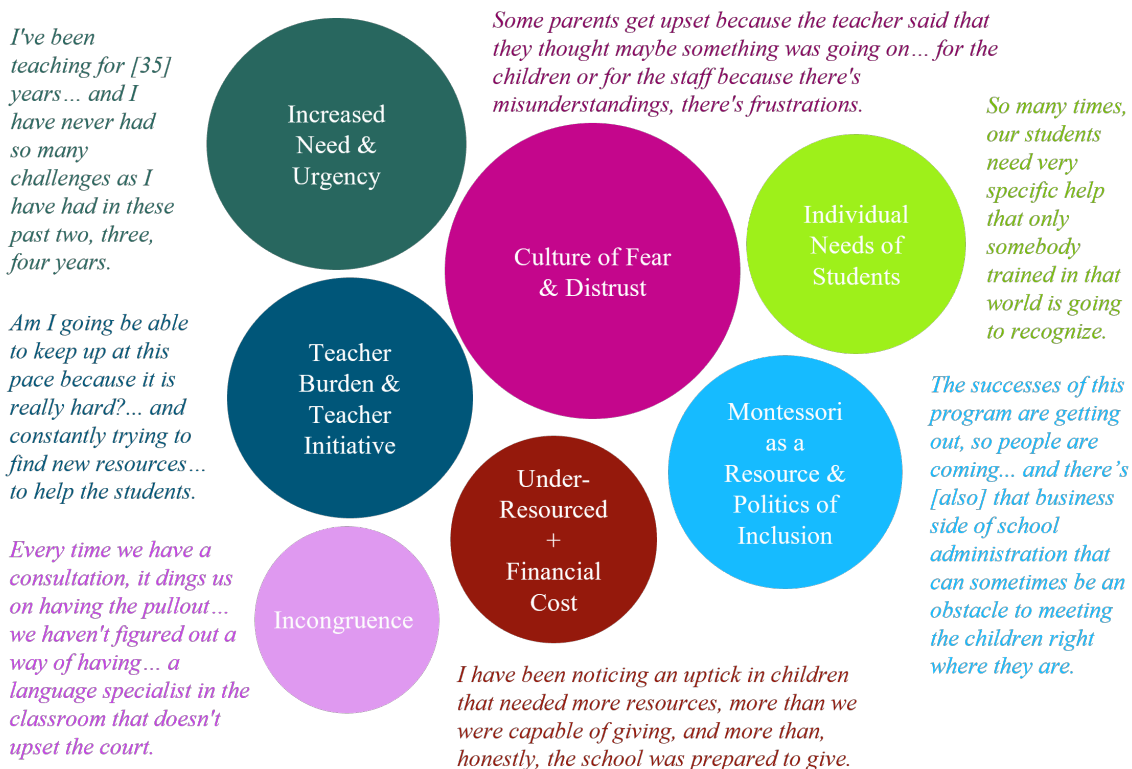 I've been
teaching for [35]
years… and I
have never had
so many
challenges as I
have had in these
past two, three,
four years.
Increased
Need &
Urgency
Some parents get upset because the teacher said that
they thought maybe something was going on… for the
children or for the staff because there's
misunderstandings, there's frustrations.
Culture of Fear
& Distrust
Individual
Needs of
Students
So many times,
our students
need very
specific help
that only
somebody
trained in that
world is going
to recognize.
Am I going be able
to keep up at this
pace because it is
really hard?... and
constantly trying to
find new resources…
to help the students.
Teacher
Burden &
Teacher
Initiative
Under-
Resourced
+
Financial
Cost
Montessori
as a
Resource &
Politics of
Inclusion
The successes of this
program are getting
out, so people are
coming... and there’s
[also] that business
side of school
administration that
can sometimes be an
obstacle to meeting
the children right
where they are.
Every time we have a
consultation, it dings us
on having the pullout…
we haven't figured out a
way of having… a
language specialist in the
classroom that doesn't
upset the court.
Incongruence
I have been noticing an uptick in children
that needed more resources, more than we
were capable of giving, and more than,
honestly, the school was prepared to give.